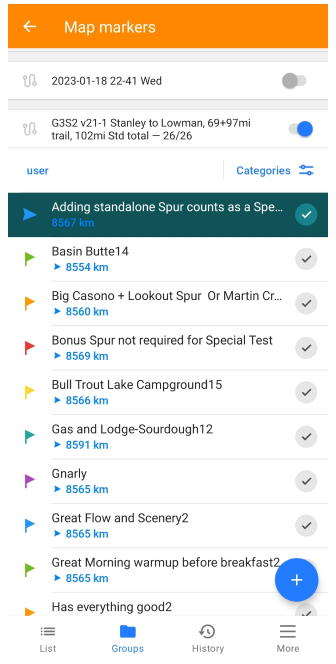 Map markers
2023-01-18 22-41 Wed
G3S2 v21-1 Stanley to Lowman, 69+97mi
trail, 102mi Std total — 26/26
user
Categories
Adding standalone Spur counts as a Spe...
8567 km
Basin Butte14
8554 km
Big Casono + Lookout Spur Or Martin Cr...
8560 km
Bonus Spur not required for Special Test
8569 km
Bull Trout Lake Campground15
8566 km
Gas and Lodge-Sourdough12
8591 km
Gnarly
8565 km
Great Flow and Scenery2
8565 km
Great Morning warmup before breakfast2
8565 km
Has everything good2
List
Groups
History
More